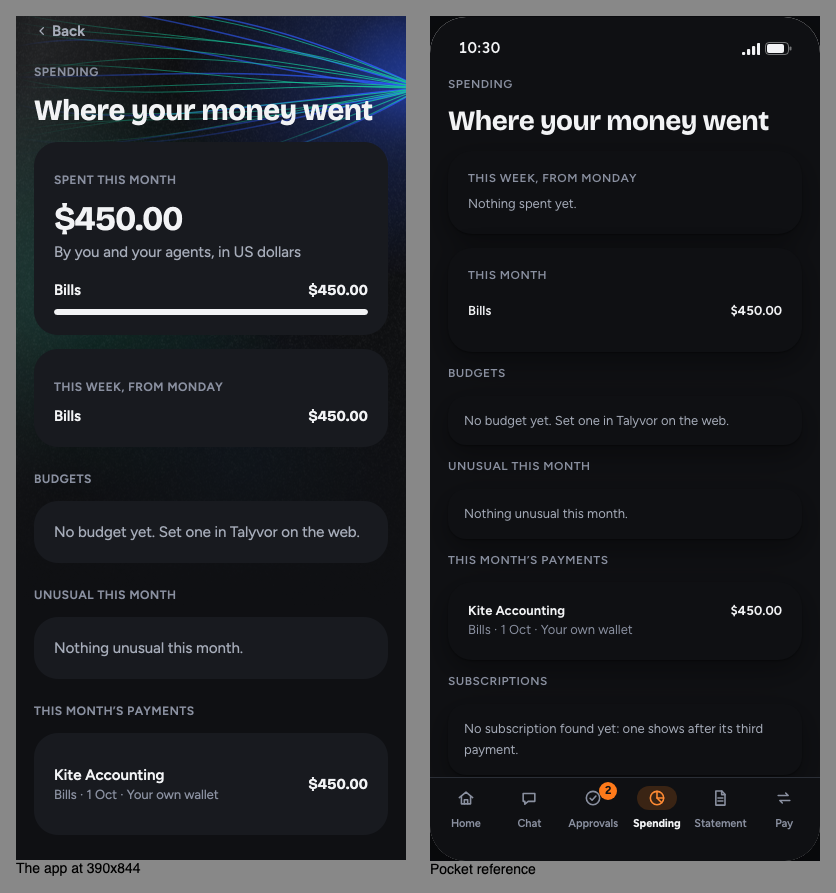 Back
SPENDING
Where your money went
SPENT THIS MONTH
$450.00
By you and your agents, in US dollars
Bills $450.00
THIS WEEK, FROM MONDAY
Bills $450.00
BUDGETS
No budget yet. Set one in Talyvor on the web.
UNUSUAL THIS MONTH
Nothing unusual this month.
THIS MONTH’S PAYMENTS
Kite Accounting
Bills · 1 Oct · Your own wallet
$450.00
The app at 390x844
10:30
SPENDING
Where your money went
THIS WEEK, FROM MONDAY
Nothing spent yet.
THIS MONTH
Bills $450.00
BUDGETS
No budget yet. Set one in Talyvor on the web.
UNUSUAL THIS MONTH
Nothing unusual this month.
THIS MONTH’S PAYMENTS
Kite Accounting $450.00
Bills · 1 Oct · Your own wallet
SUBSCRIPTIONS
No subscription found yet: one shows after its third
payment.
2
Home Chat Approvals Spending Statement Pay
Pocket reference